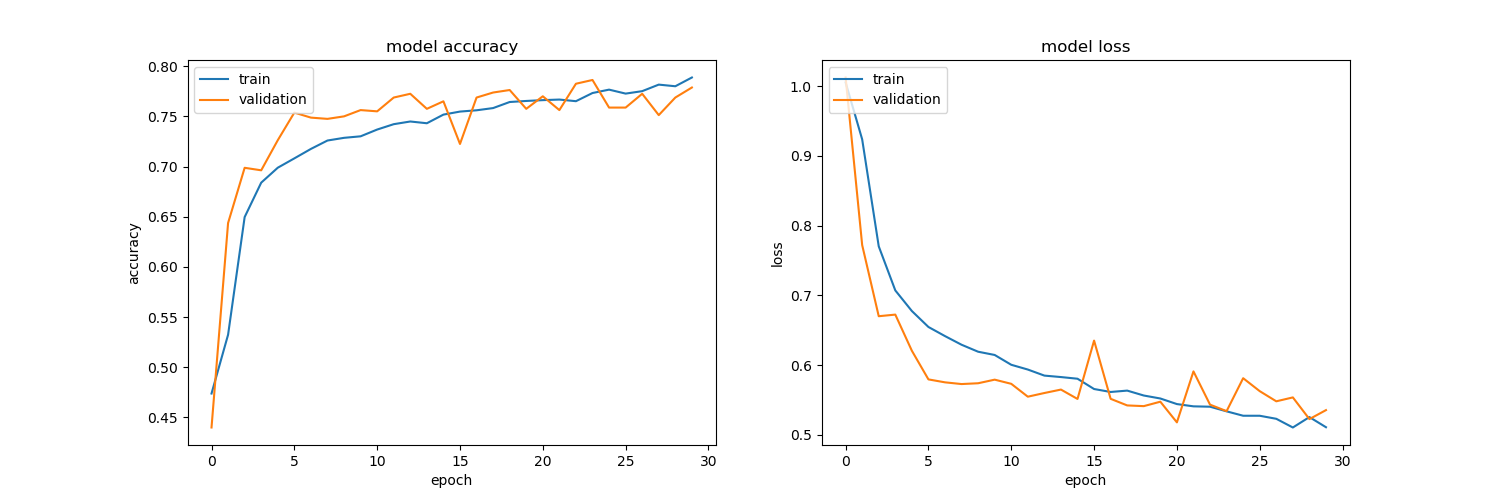 model accuracy
train
validation
0.80
0.75
0.70
0.65
0.60
0.55
0.50
0.45
accuracy
0 5 10 15 20 25 30
epoch
model loss
train
validation
1.0
0.9
0.8
0.7
0.6
0.5
loss
0 5 10 15 20 25 30
epoch